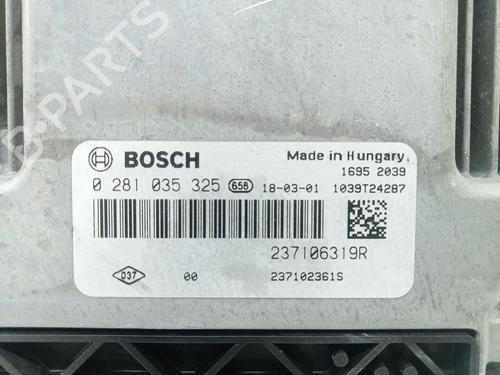 B-PARTS
BOSCH
Made in Hungary
1695 2039
0 281 035 325 658 18-03-01 1039T24287
237106319R
037 00 237102361S